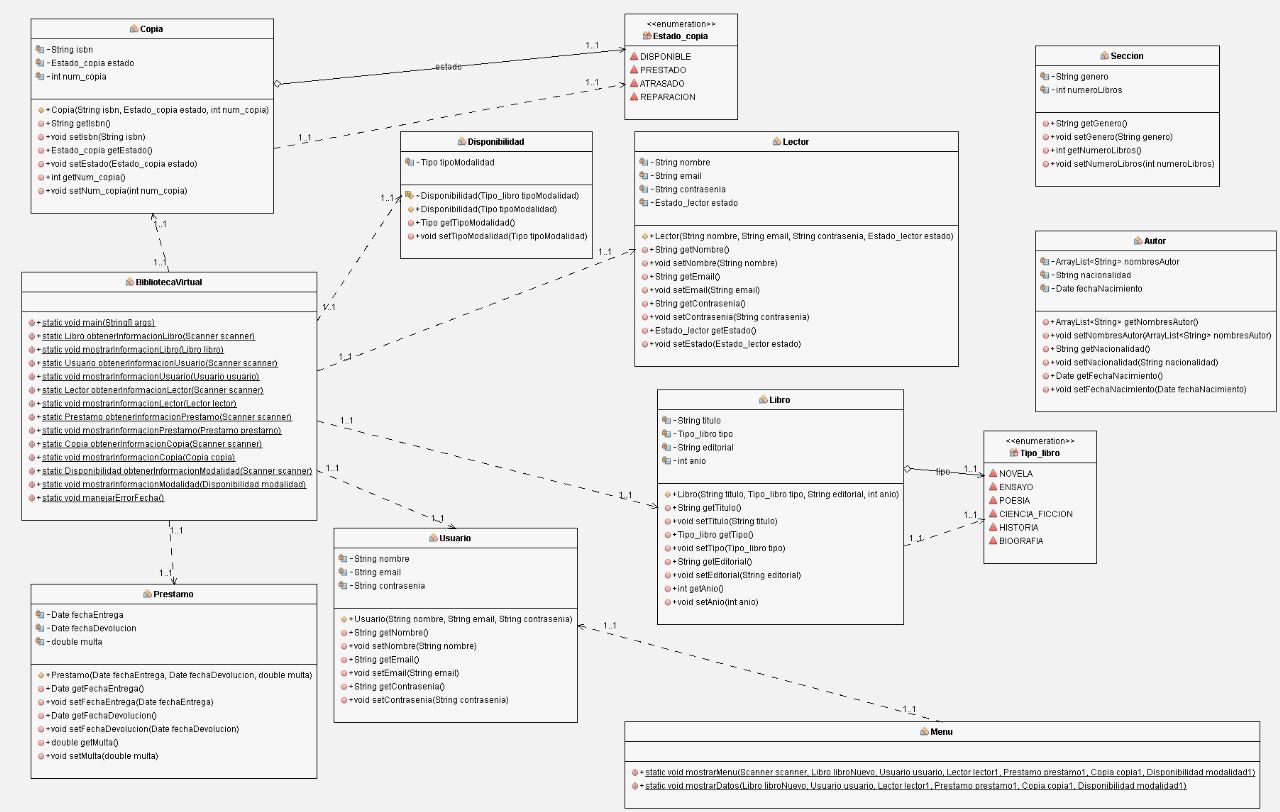 Copia
-String isbn
-Estado_copia estado
-int num_copia
+Copia(String isbn, Estado_copia estado, int num_copia)
+String getIsbn()
+void setIsbn(String isbn)
+Estado_copia getEstado()
+void setEstado(Estado_copia estado)
+int getNum_copia()
+void setNum_copia(int num_copia)
estado
1..1
1..1
1..1
<<enumeration>>
Estado_copia
DISPONIBLE
PRESTADO
ATRASADO
REPARACION
Disponibilidad
-Tipo tipoModalidad
~Disponibilidad(Tipo_libro tipoModalidad)
+Disponibilidad(Tipo tipoModalidad)
+Tipo getTipoModalidad()
+void setTipoModalidad(Tipo tipoModalidad)
Lector
-String nombre
-String email
-String contrasenia
-Estado_lector estado
+Lector(String nombre, String email, String contrasenia, Estado_lector estado)
+String getNombre()
+void setNombre(String nombre)
+String getEmail()
+void setEmail(String email)
+String getContrasenia()
+void setContrasenia(String contrasenia)
+Estado_lector getEstado()
+void setEstado(Estado_lector estado)
Seccion
-String genero
-int numeroLibros
+String getGenero()
+void setGenero(String genero)
+int getNumeroLibros()
+void setNumeroLibros(int numeroLibros)
Autor
-ArrayList<String> nombresAutor
-String nacionalidad
-Date fechaNacimiento
+ArrayList<String> getNombresAutor()
+void setNombresAutor(ArrayList<String> nombresAutor)
+String getNacionalidad()
+void setNacionalidad(String nacionalidad)
+Date getFechaNacimiento()
+void setFechaNacimiento(Date fechaNacimiento)
1..1
1..1
1..1
1..1
1..1
1..1
BibliotecaVirtual
+static void main(String[] args)
+static Libro obtenerInformacionLibro(Scanner scanner)
+static void mostrarInformacionLibro(Libro libro)
+static Usuario obtenerInformacionUsuario(Scanner scanner)
+static void mostrarInformacionUsuario(Usuario usuario)
+static Lector obtenerInformacionLector(Scanner scanner)
+static void mostrarInformacionLector(Lector lector)
+static Prestamo obtenerInformacionPrestamo(Scanner scanner)
+static void mostrarInformacionPrestamo(Prestamo prestamo)
+static Copia obtenerInformacionCopia(Scanner scanner)
+static void mostrarInformacionCopia(Copia copia)
+static Disponibilidad obtenerInformacionModalidad(Scanner scanner)
+static void mostrarInformacionModalidad(Disponibilidad modalidad)
+static void manejarErrorFecha()
1..1
1..1
1..1
1..1
1..1
1..1
Libro
-String titulo
-Tipo_libro tipo
-String editorial
-int anio
+Libro(String titulo, Tipo_libro tipo, String editorial, int anio)
+String getTitulo()
+void setTitulo(String titulo)
+Tipo_libro getTipo()
+void setTipo(Tipo_libro tipo)
+String getEditorial()
+void setEditorial(String editorial)
+int getAnio()
+void setAnio(int anio)
tipo
1..1
1..1
1..1
<<enumeration>>
Tipo_libro
NOVELA
ENSAYO
POESIA
CIENCIA_FICCION
HISTORIA
BIOGRAFIA
Prestamo
-Date fechaEntrega
-Date fechaDevolucion
-double multa
+Prestamo(Date fechaEntrega, Date fechaDevolucion, double multa)
+Date getFechaEntrega()
+void setFechaEntrega(Date fechaEntrega)
+Date getFechaDevolucion()
+void setFechaDevolucion(Date fechaDevolucion)
+double getMulta()
+void setMulta(double multa)
Usuario
-String nombre
-String email
-String contrasenia
+Usuario(String nombre, String email, String contrasenia)
+String getNombre()
+void setNombre(String nombre)
+String getEmail()
+void setEmail(String email)
+String getContrasenia()
+void setContrasenia(String contrasenia)
1..1
1..1
Menu
+static void mostrarMenu(Scanner scanner, Libro libroNuevo, Usuario usuario, Lector lector1, Prestamo prestamo1, Copia copia1, Disponibilidad modalidad1)
+static void mostrarDatos(Libro libroNuevo, Usuario usuario, Lector lector1, Prestamo prestamo1, Copia copia1, Disponibilidad modalidad1)